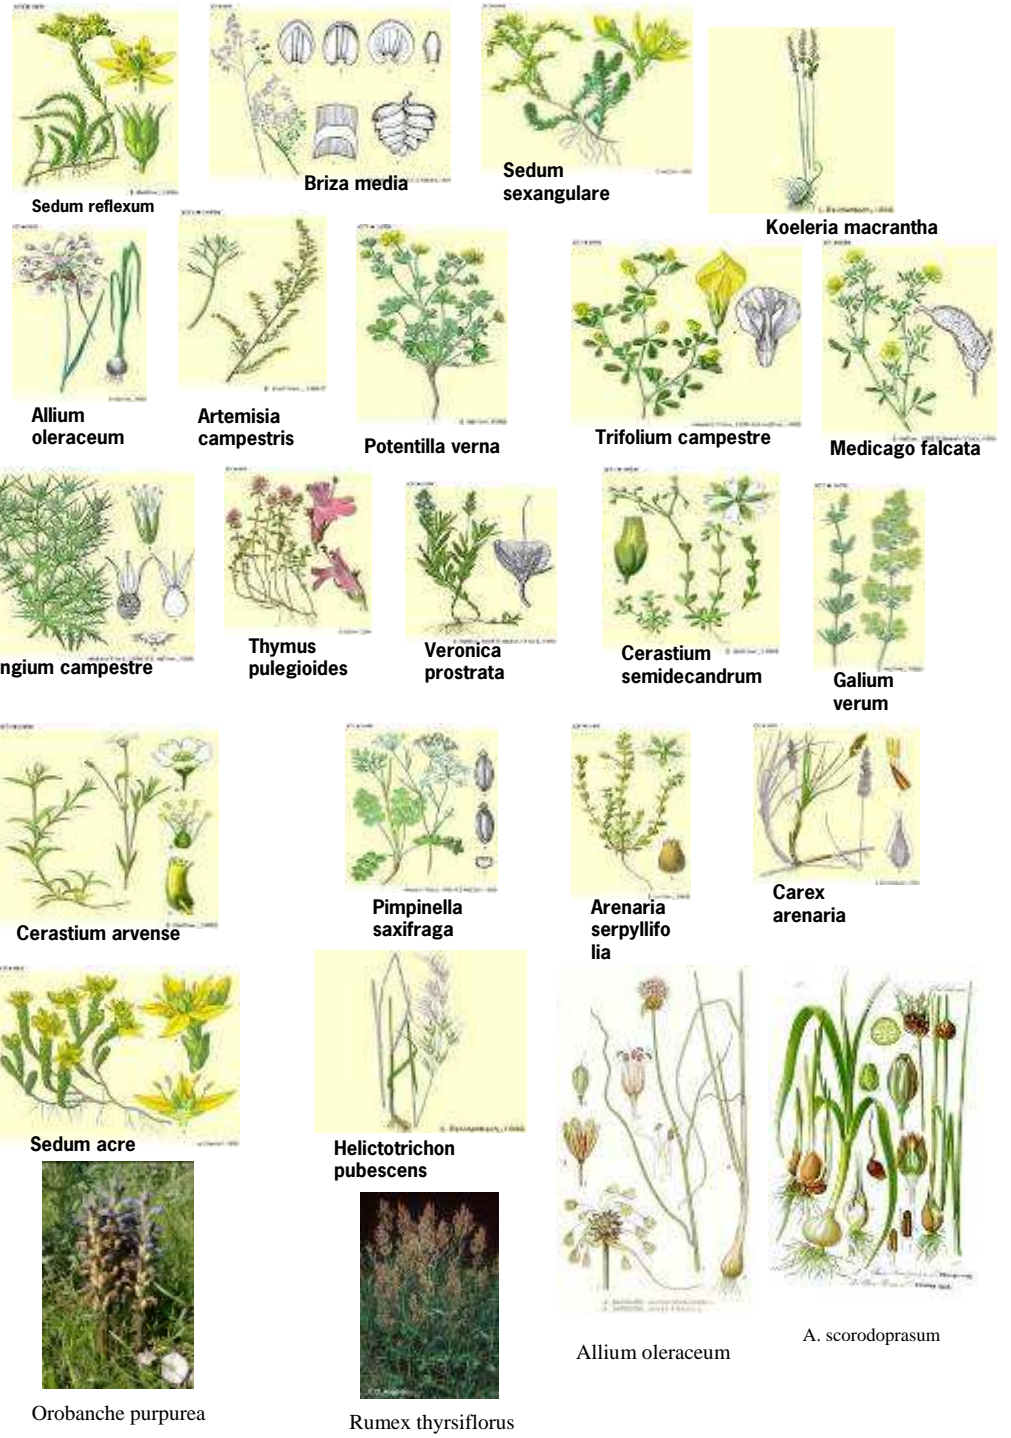 Sedum reflexum
Briza media
Sedum
sexangulare
Koeleria macrantha
Allium
oleraceum
Artemisia
campestris
Potentilla verna
Trifolium campestre
Medicago falcata
ngium campestre
Thymus
pulegioides
Veronica
prostrata
Cerastium
semidecandrum
Galium
verum
Cerastium arvense
Pimpinella
saxifraga
Arenaria
serpyllifo
lia
Carex
arenaria
Sedum acre
Helictotrichon
pubescens
Allium oleraceum
A. scorodoprasum
Orobanche purpurea
Rumex thyrsiflorus